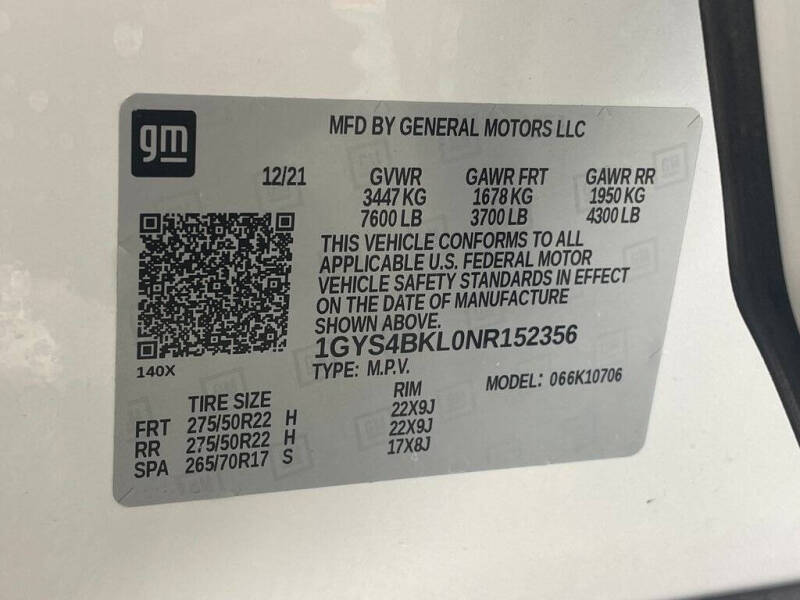 gm
MFD BY GENERAL MOTORS LLC
12/21 GVWR GAWR FRT GAWR RR
3447 KG 1678 KG 1950 KG
7600 LB 3700 LB 4300 LB
THIS VEHICLE CONFORMS TO ALL
APPLICABLE U.S. FEDERAL MOTOR
VEHICLE SAFETY STANDARDS IN EFFECT
ON THE DATE OF MANUFACTURE
SHOWN ABOVE.
140X
1GYS4BKL0NR152356
TYPE: M.P.V.
MODEL: 066K10706
TIRE SIZE RIM
FRT 275/50R22 H 22X9J
RR 275/50R22 H 22X9J
SPA 265/70R17 S 17X8J